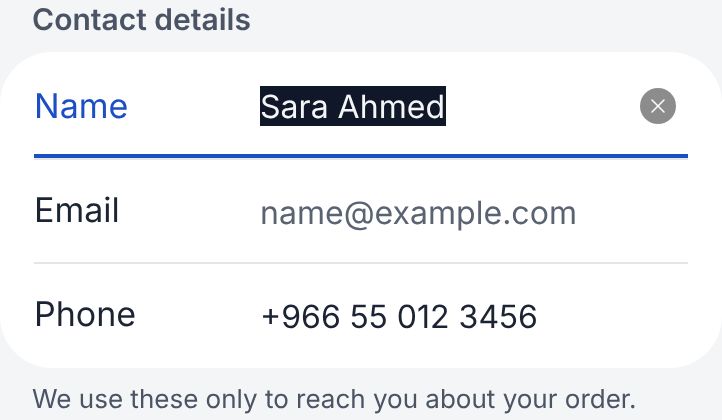 Contact details
Name Sara Ahmed
Email name@example.com
Phone +966 55 012 3456
We use these only to reach you about your order.